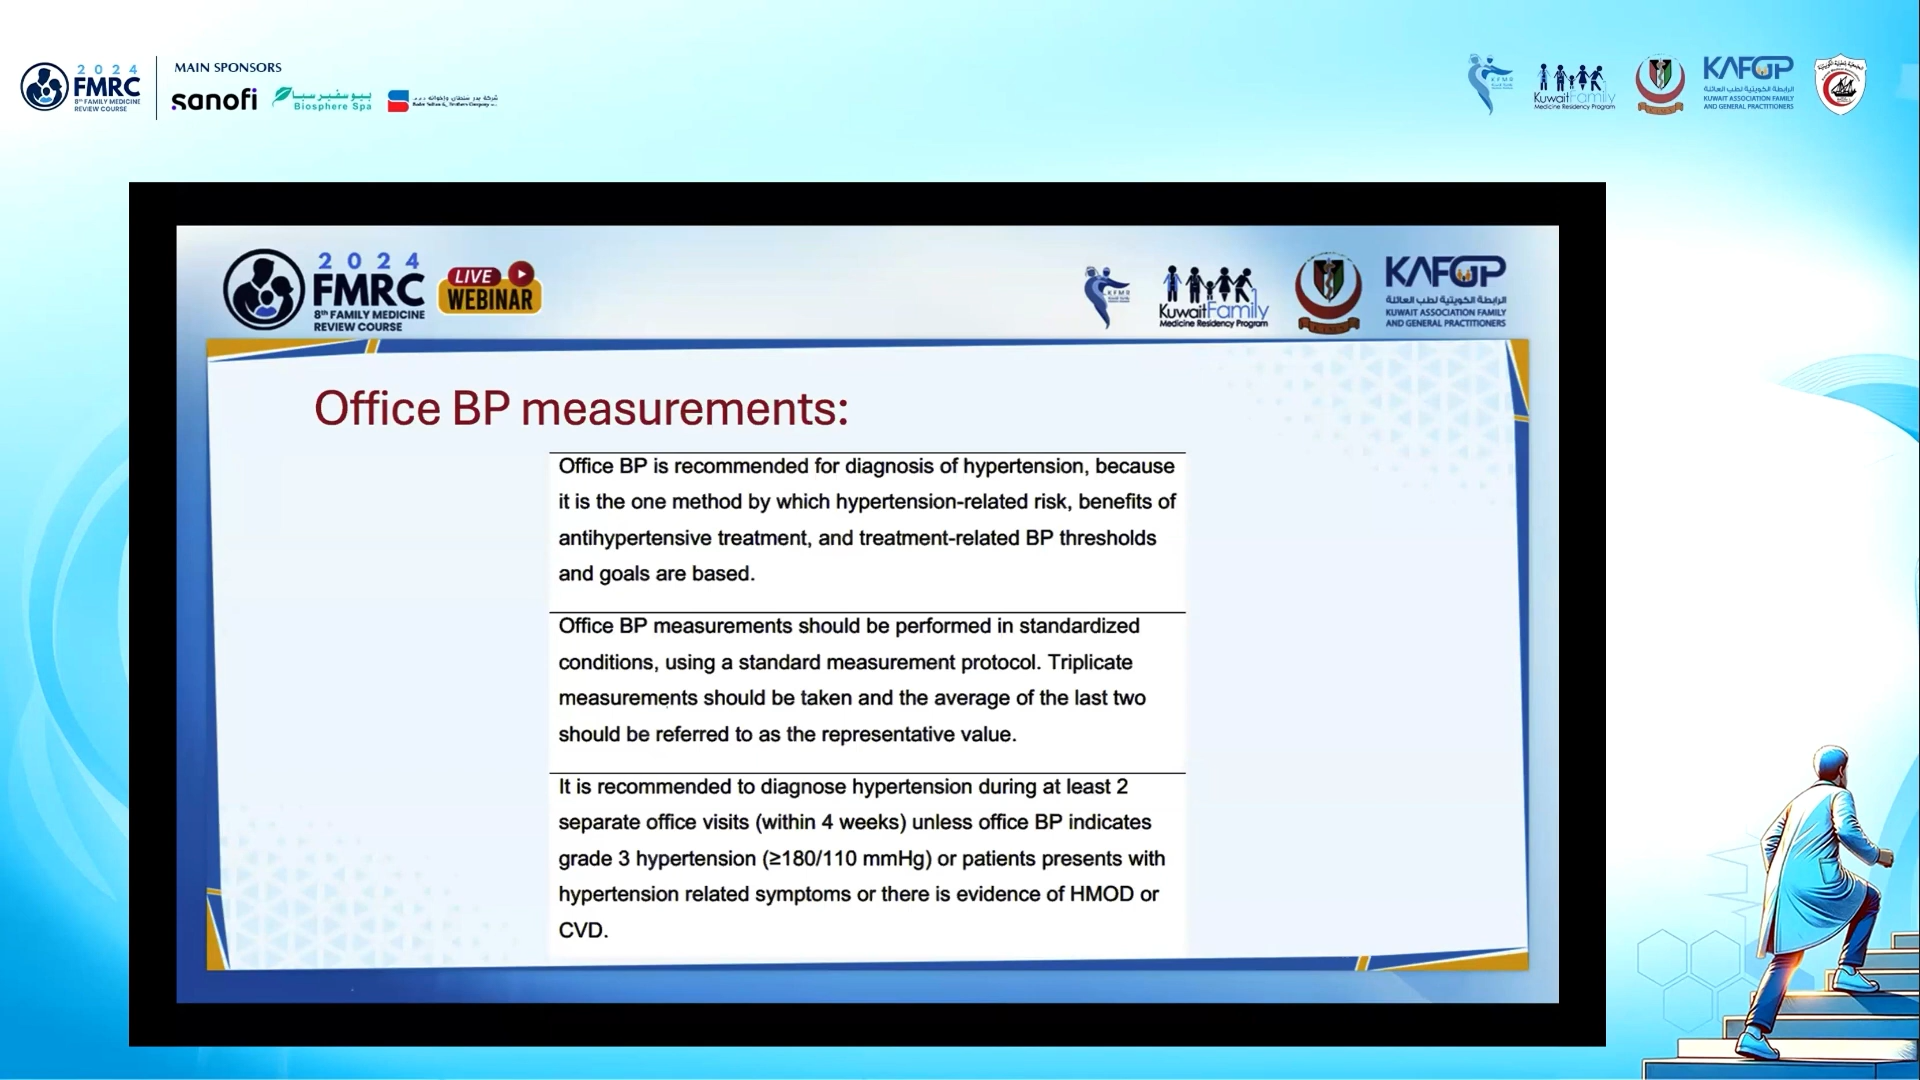 2024
FMRC
8th FAMILY MEDICINE
REVIEW COURSE
MAIN SPONSORS
sanofi
بيوسفير سبا
Biosphere Spa
Kuwait Family
Medicine Residency Program
KAFGP
الرابطة الكويتية لطب العائلة
KUWAIT ASSOCIATION FAMILY
AND GENERAL PRACTITIONERS
2024
FMRC
8th FAMILY MEDICINE
REVIEW COURSE
LIVE
WEBINAR
KuwaitFamily
Medicine Residency Program
KAFGP
الرابطة الكويتية لطب العائلة
KUWAIT ASSOCIATION FAMILY
AND GENERAL PRACTITIONERS
Office BP measurements:
Office BP is recommended for diagnosis of hypertension, because
it is the one method by which hypertension-related risk, benefits of
antihypertensive treatment, and treatment-related BP thresholds
and goals are based.
Office BP measurements should be performed in standardized
conditions, using a standard measurement protocol. Triplicate
measurements should be taken and the average of the last two
should be referred to as the representative value.
It is recommended to diagnose hypertension during at least 2
separate office visits (within 4 weeks) unless office BP indicates
grade 3 hypertension (≥180/110 mmHg) or patients presents with
hypertension related symptoms or there is evidence of HMOD or
CVD.